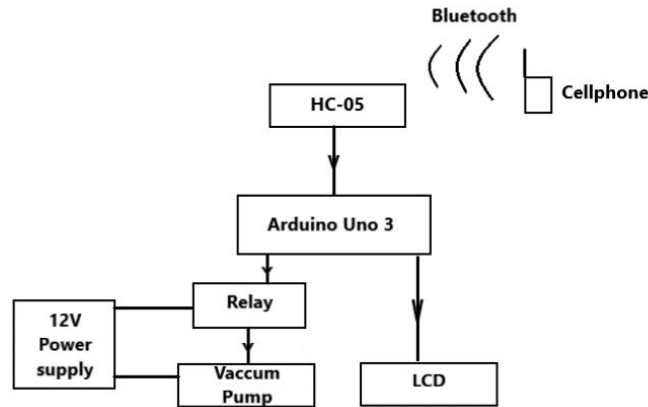 Bluetooth
Cellphone
HC-05
Arduino Uno 3
Relay
12V
Power
supply
Vaccum
Pump
LCD